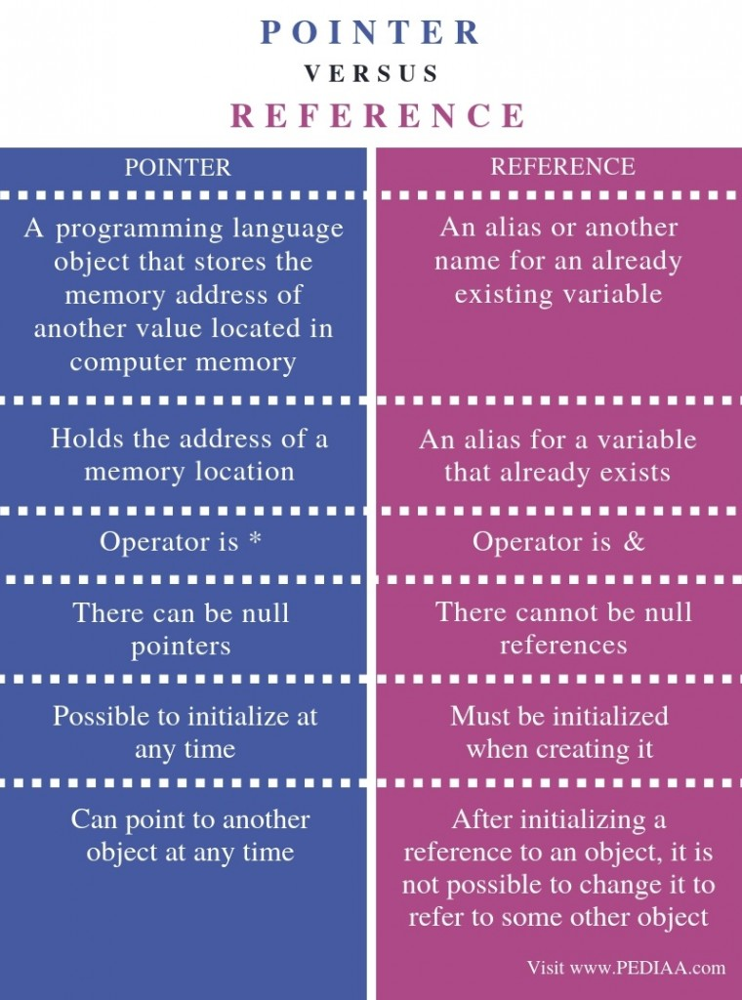 POINTER
VERSUS
REFERENCE
POINTER
REFERENCE
A programming language
object that stores the
memory address of
another value located in
computer memory
An alias or another
name for an already
existing variable
Holds the address of a
memory location
An alias for a variable
that already exists
Operator is *
Operator is &
There can be null
pointers
There cannot be null
references
Possible to initialize at
any time
Must be initialized
when creating it
Can point to another
object at any time
After initializing a
reference to an object, it is
not possible to change it to
refer to some other object
Visit www.PEDIAA.com